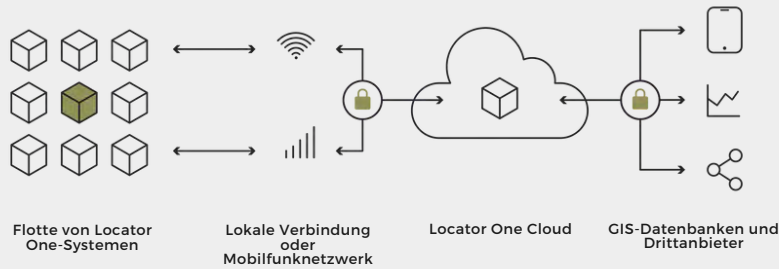 Flotte von Locator
One-Systemen
Lokale Verbindung
oder
Mobilfunknetzwerk
Locator One Cloud
GIS-Datenbanken und
Drittanbieter